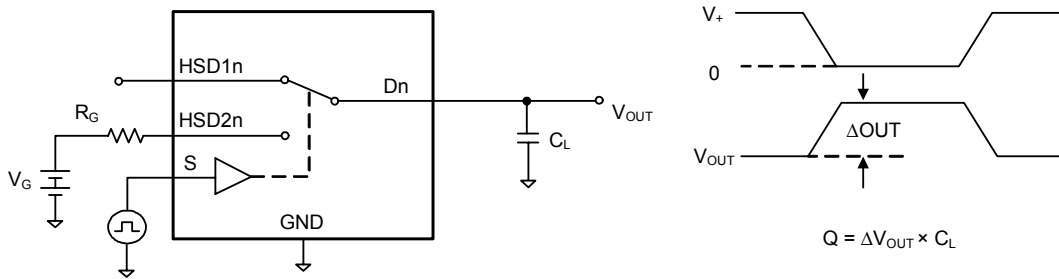 HSD1n
Dn
V+
0
RG
HSD2n
VOUT
CL
ΔOUT
S
VG
VOUT
GND
Q = ΔVOUT × CL